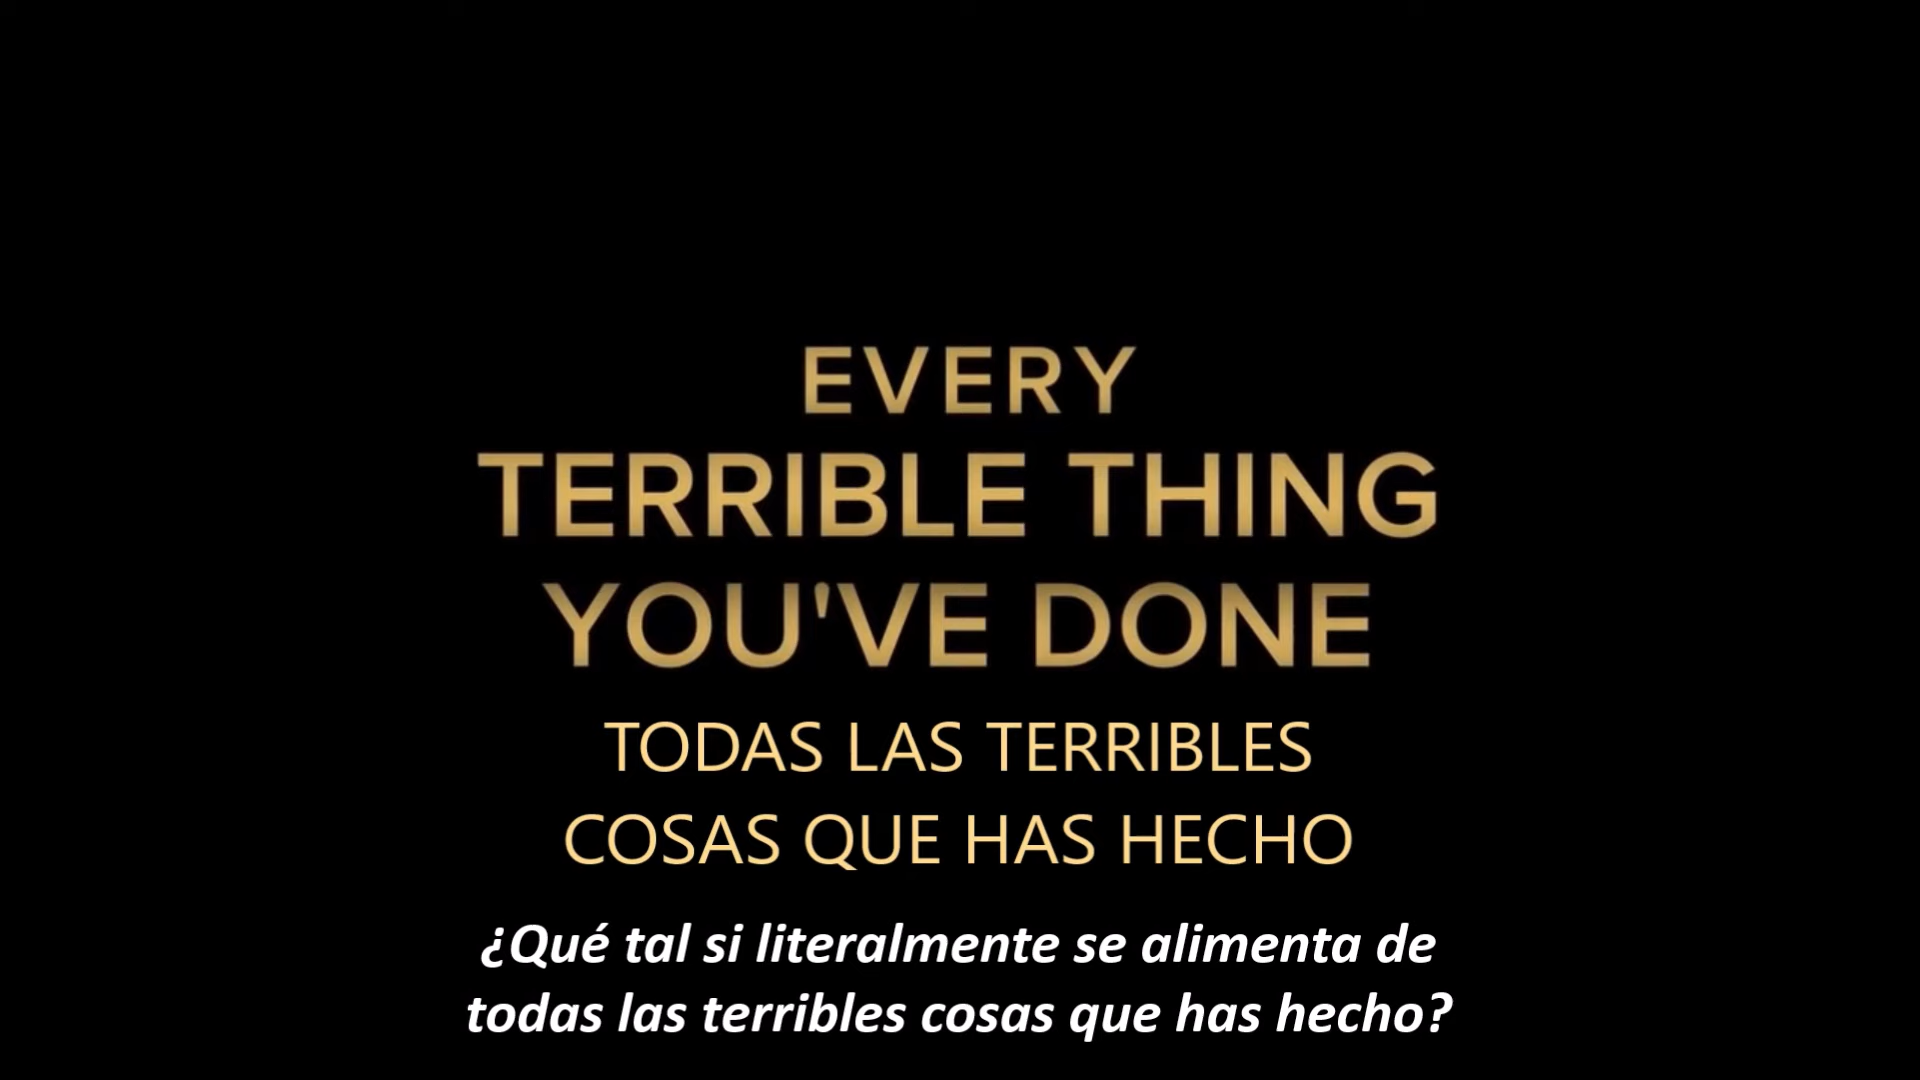 EVERY
TERRIBLE THING
YOU'VE DONE
TODAS LAS TERRIBLES
COSAS QUE HAS HECHO
¿Qué tal si literalmente se alimenta de
todas las terribles cosas que has hecho?